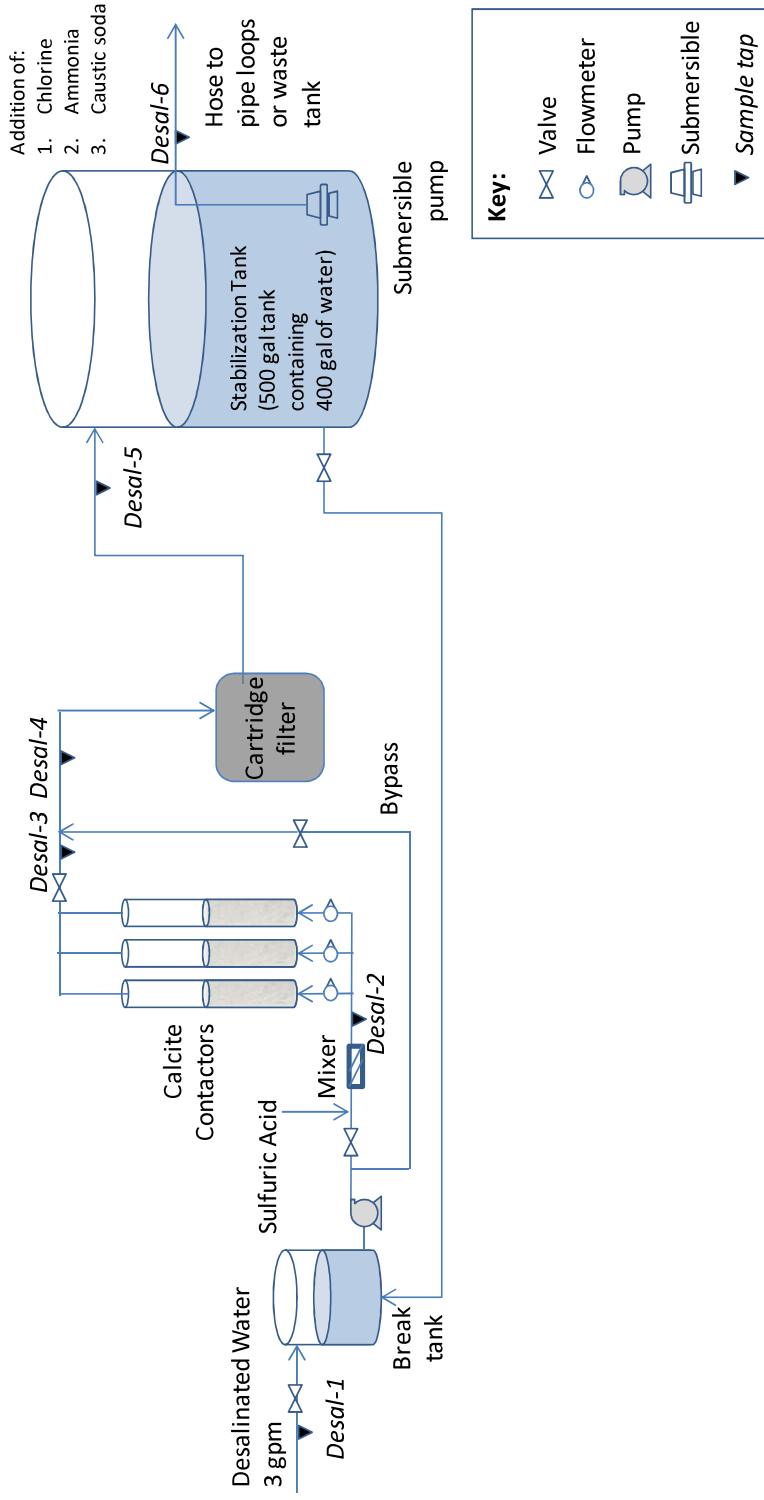 Desalinated Water
3 gpm
Desal-1
Break
tank
Sulfuric Acid
Mixer
Desal-2
Calcite
Contactors
Desal-3
Desal-4
Bypass
Cartridge
filter
Desal-5
Stabilization Tank
(500 gal tank
containing
400 gal of water)
Submersible
pump
Addition of:
1. Chlorine
2. Ammonia
3. Caustic soda
Desal-6
Hose to
pipe loops
or waste
tank
Key:
Valve
Flowmeter
Pump
Submersible
Sample tap